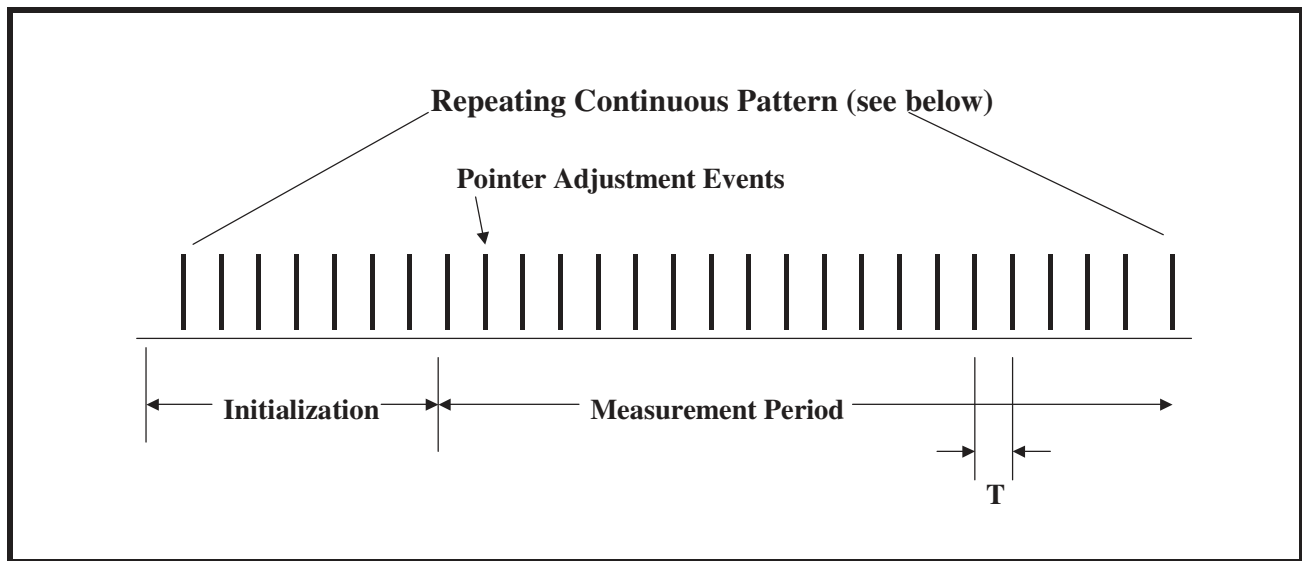 Repeating Continuous Pattern (see below)
Pointer Adjustment Events
Initialization
Measurement Period
T